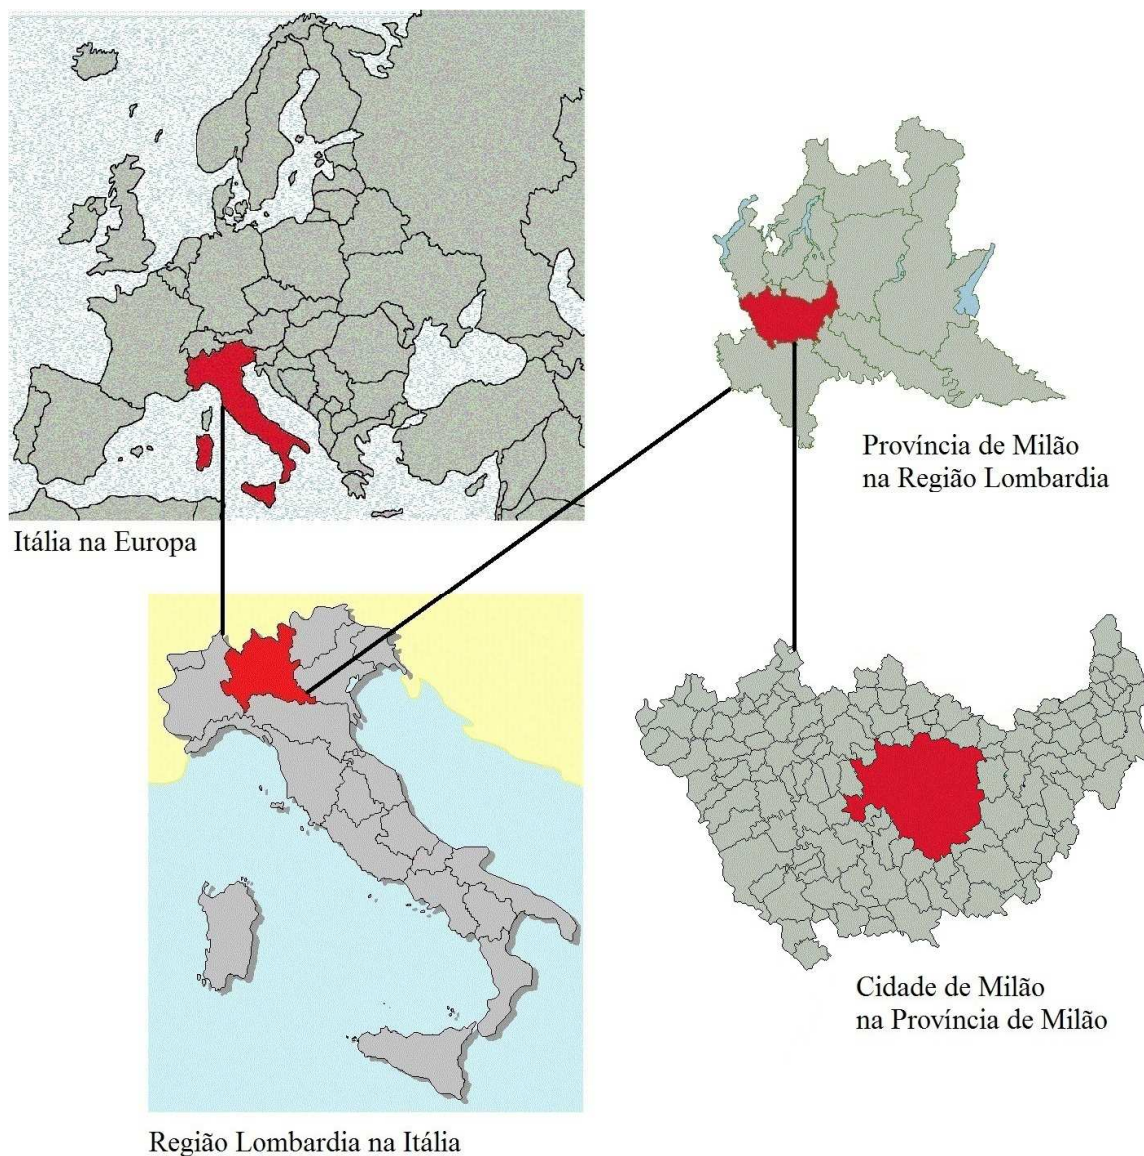 Itália na Europa
Província de Milão
na Região Lombardia
Cidade de Milão
na Província de Milão
Região Lombardia na Itália